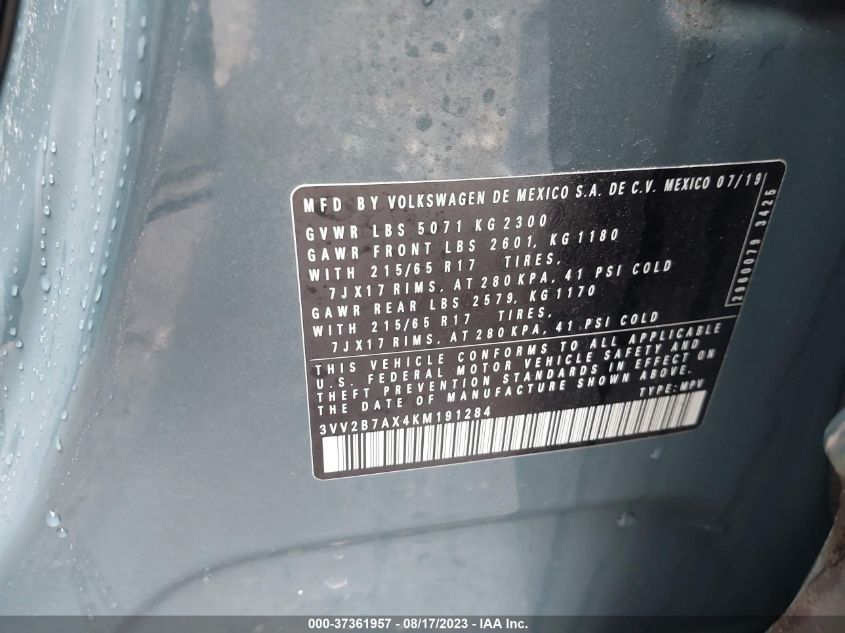 MFD BY VOLKSWAGEN DE MEXICO S.A. DE C.V. MEXICO 07/19
GVWR LBS 5071 KG 2300
GAWR FRONT LBS 2601, KG 1180
WITH 215/65 R17 TIRES,
7JX17 RIMS, AT 280 KPA, 41 PSI COLD
GAWR REAR LBS 2579, KG 1170
WITH 215/65 R17 TIRES,
7JX17 RIMS, AT 280 KPA, 41 PSI COLD
2080079 3425
THIS VEHICLE CONFORMS TO ALL APPLICABLE
U.S. FEDERAL MOTOR VEHICLE SAFETY AND
THEFT PREVENTION STANDARDS IN EFFECT ON
THE DATE OF MANUFACTURE SHOWN ABOVE.
TYPE: MPV
3VV2B7AX4KM191284
000-37361957 - 08/17/2023 - IAA Inc.